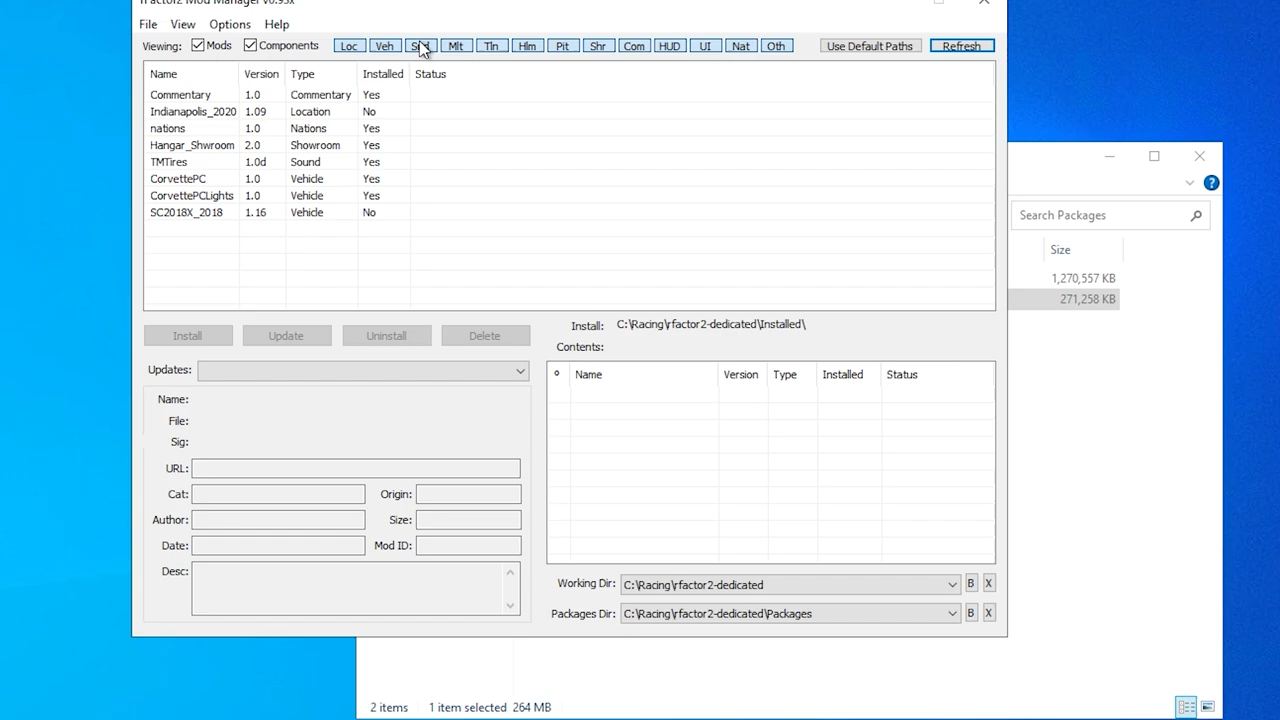 rFactor2 Mod Manager v0.95x
File View Options Help
Viewing: Mods Components Loc Veh Mlt Tln Hlm Pit Shr Com HUD UI Nat Oth Use Default Paths Refresh
Name Version Type Installed Status
Commentary 1.0 Commentary Yes
Indianapolis_2020 1.09 Location No
nations 1.0 Nations Yes
Hangar_Shwroom 2.0 Showroom Yes
TMTires 1.0d Sound Yes
CorvettePC 1.0 Vehicle Yes
CorvettePCLights 1.0 Vehicle Yes
SC2018X_2018 1.16 Vehicle No
Install Update Uninstall Delete
Updates:
Name:
File:
Sig:
URL:
Cat: Origin:
Author: Size:
Date: Mod ID:
Desc:
Install: C:\Racing\rfactor2-dedicated\Installed\
Contents:
Name Version Type Installed Status
Working Dir: C:\Racing\rfactor2-dedicated B X
Packages Dir: C:\Racing\rfactor2-dedicated\Packages B X
Search Packages
Size
1,270,557 KB
271,258 KB
2 items 1 item selected 264 MB